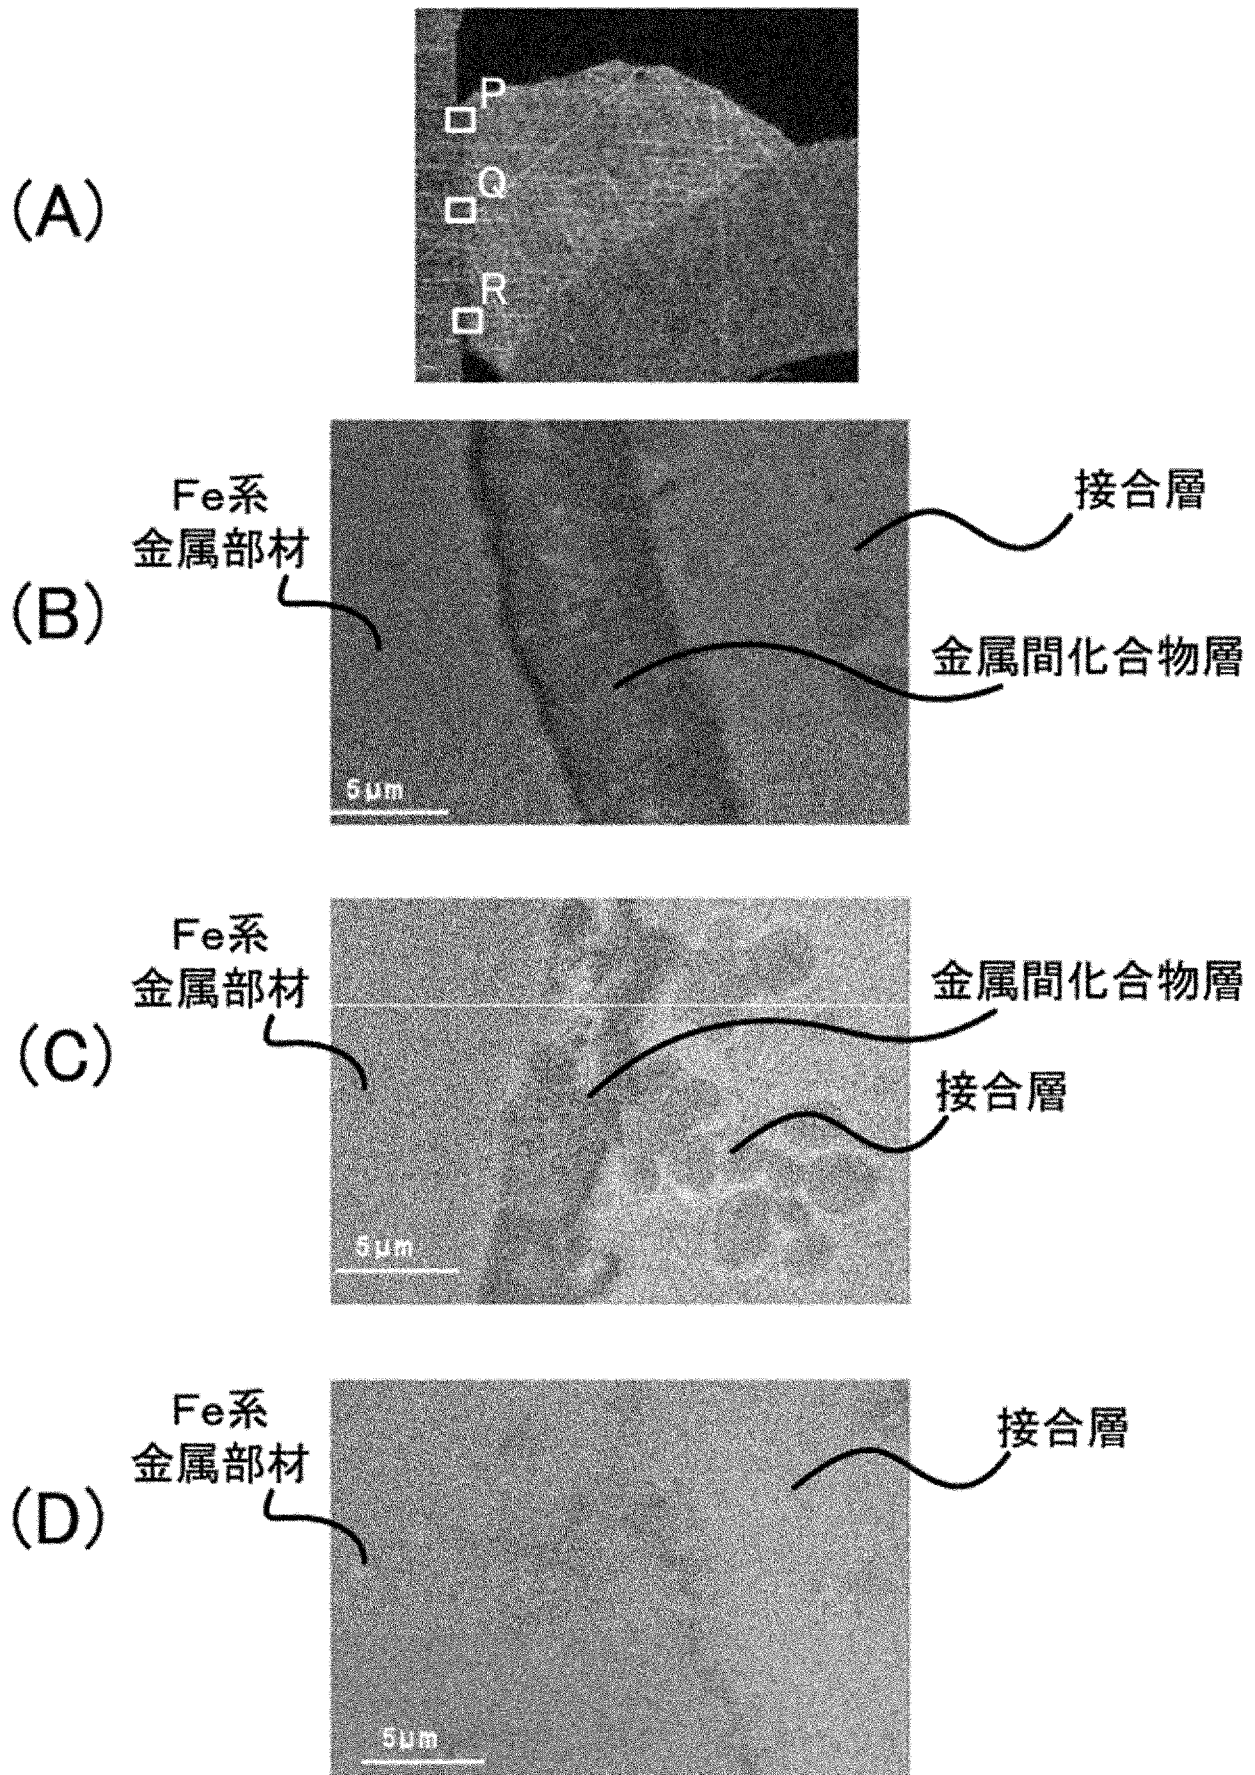 (A)
P
Q
R
(B)
Fe系
金属部材
接合層
金属間化合物層
5μm
(C)
Fe系
金属部材
金属間化合物層
接合層
5μm
(D)
Fe系
金属部材
接合層
5μm